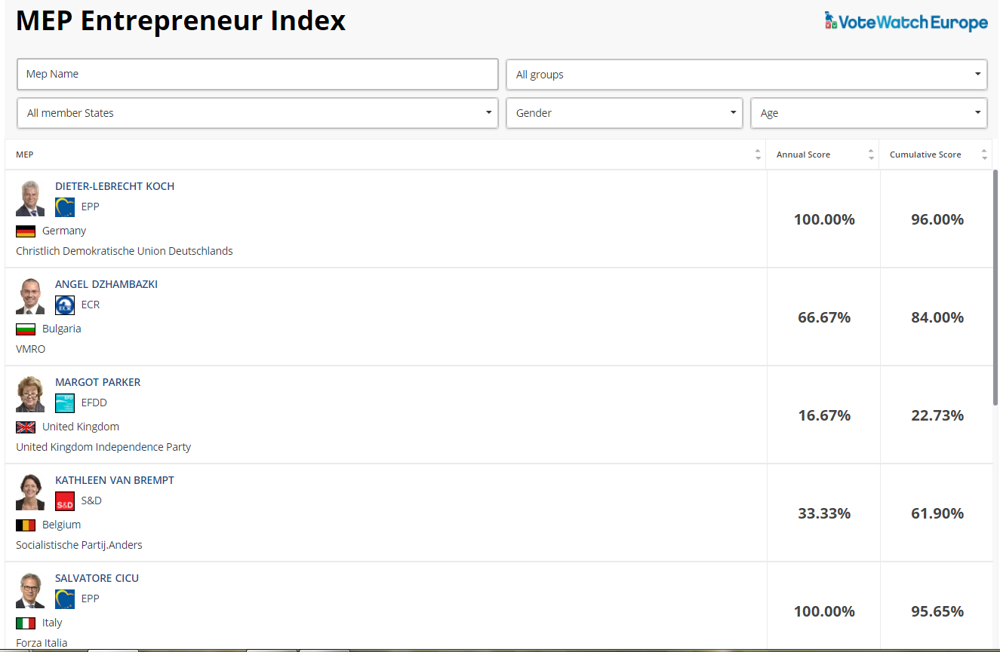 MEP Entrepreneur Index
VoteWatch Europe
Mep Name
All groups
All member States
Gender
Age
MEP
Annual Score
Cumulative Score
DIETER-LEBRECHT KOCH
EPP
Germany
Christlich Demokratische Union Deutschlands
100.00%
96.00%
ANGEL DZHAMBAZKI
ECR
ECR
Bulgaria
VMRO
66.67%
84.00%
MARGOT PARKER
EFDD
United Kingdom
United Kingdom Independence Party
16.67%
22.73%
KATHLEEN VAN BREMPT
S&D
S&D
Belgium
Socialistische Partij.Anders
33.33%
61.90%
SALVATORE CICU
EPP
Italy
Forza Italia
100.00%
95.65%